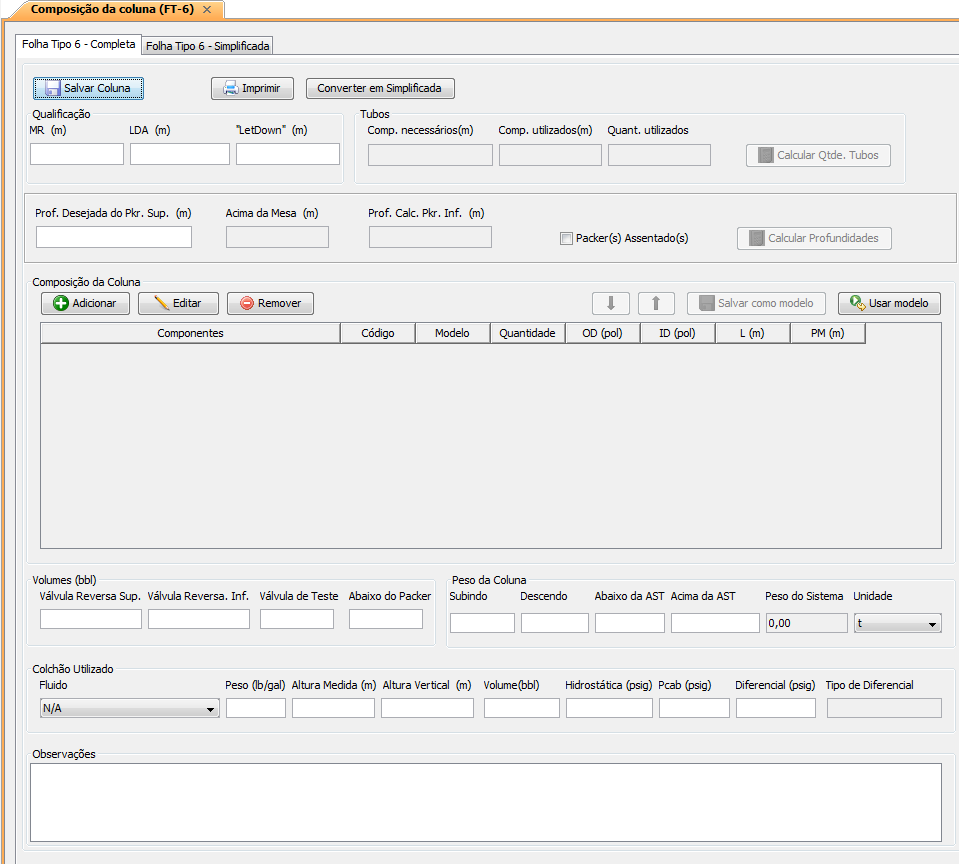 Composição da coluna (FT-6)
Folha Tipo 6 - Completa Folha Tipo 6 - Simplificada
Salvar Coluna Imprimir Converter em Simplificada
Qualificação Tubos
MR (m) LDA (m) "LetDown" (m) Comp. necessários(m) Comp. utilizados(m) Quant. utilizados
Calcular Qtde. Tubos
Prof. Desejada do Pkr. Sup. (m) Acima da Mesa (m) Prof. Calc. Pkr. Inf. (m)
Packer(s) Assentado(s) Calcular Profundidades
Composição da Coluna
Adicionar Editar Remover Salvar como modelo Usar modelo
Componentes Código Modelo Quantidade OD (pol) ID (pol) L (m) PM (m)
Volumes (bbl) Peso da Coluna
Válvula Reversa Sup. Válvula Reversa. Inf. Válvula de Teste Abaixo do Packer Subindo Descendo Abaixo da AST Acima da AST Peso do Sistema Unidade
0,00 t
Colchão Utilizado
Fluido Peso (lb/gal) Altura Medida (m) Altura Vertical (m) Volume(bbl) Hidrostática (psig) Pcab (psig) Diferencial (psig) Tipo de Diferencial
N/A
Observações